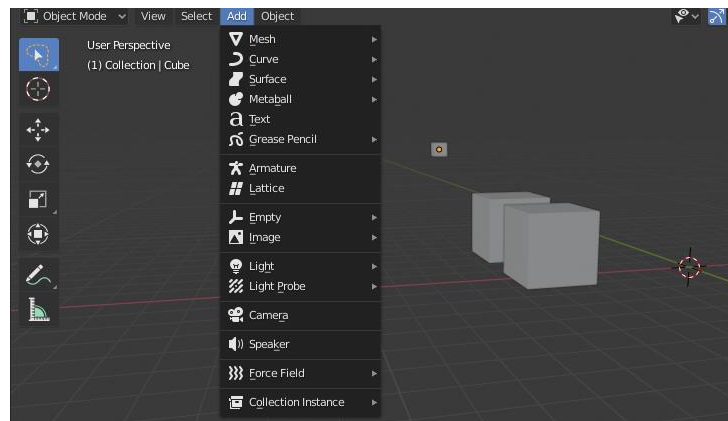 Object Mode View Select Add Object
User Perspective
(1) Collection | Cube
Mesh
Curve
Surface
Metaball
Text
Grease Pencil
Armature
Lattice
Empty
Image
Light
Light Probe
Camera
Speaker
Force Field
Collection Instance